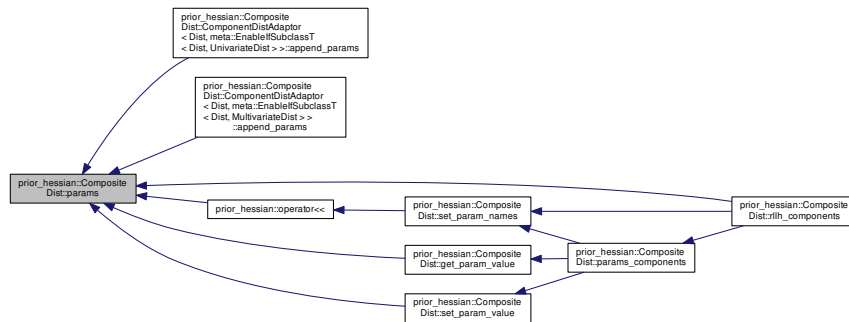 prior_hessian::Composite
Dist::ComponentDistAdaptor
< Dist, meta::EnableIfSubclassT
< Dist, UnivariateDist > >::append_params
prior_hessian::Composite
Dist::ComponentDistAdaptor
< Dist, meta::EnableIfSubclassT
< Dist, MultivariateDist > >
::append_params
prior_hessian::Composite
Dist::params
prior_hessian::operator<<
prior_hessian::Composite
Dist::set_param_names
prior_hessian::Composite
Dist::rllh_components
prior_hessian::Composite
Dist::get_param_value
prior_hessian::Composite
Dist::params_components
prior_hessian::Composite
Dist::set_param_value